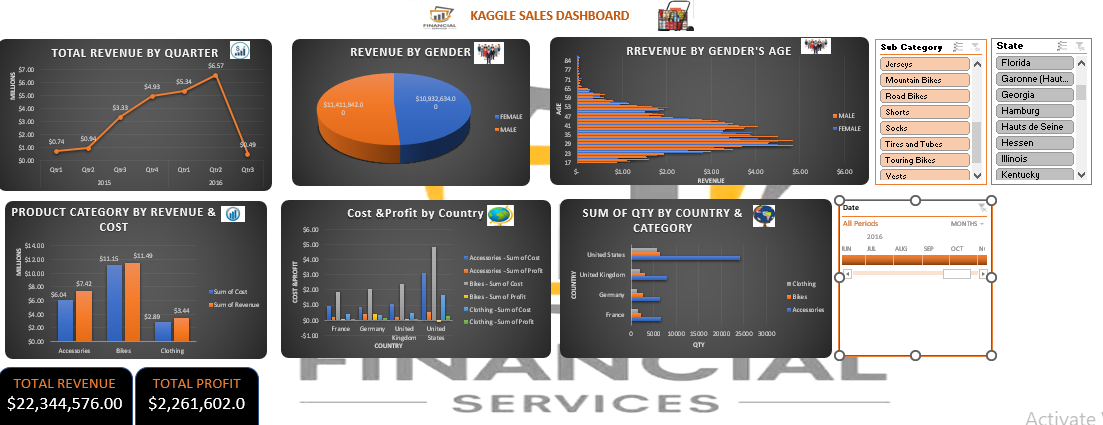 KAGGLE SALES DASHBOARD
FINANCIAL
SERVICES
TOTAL REVENUE BY QUARTER
MILLIONS
$7.00
$6.00
$5.00
$4.00
$3.00
$2.00
$1.00
$0.00
$0.74
$0.94
$3.33
$4.93
$5.34
$6.57
$0.49
Qtr1 Qtr2 Qtr3 Qtr4 Qtr1 Qtr2 Qtr3
2015 2016
REVENUE BY GENDER
$11,411,942.0
0
$10,932,634.0
0
FEMALE
MALE
RREVENUE BY GENDER'S AGE
AGE
84
77
71
65
59
53
47
41
35
29
23
17
$- $1.00 $2.00 $3.00 $4.00 $5.00 $6.00
REVENUE
MALE
FEMALE
Sub Category
Jerseys
Mountain Bikes
Road Bikes
Shorts
Socks
Tires and Tubes
Touring Bikes
Vests
State
Florida
Garonne (Haut...
Georgia
Hamburg
Hauts de Seine
Hessen
Illinois
Kentucky
PRODUCT CATEGORY BY REVENUE &
COST
MILLIONS
$14.00
$12.00
$10.00
$8.00
$6.00
$4.00
$2.00
$0.00
$6.04
$7.42
$11.15
$11.49
$2.89
$3.44
Accessories Bikes Clothing
Sum of Cost
Sum of Revenue
Cost &Profit by Country
COST &PROFIT
$6.00
$5.00
$4.00
$3.00
$2.00
$1.00
$0.00
-$1.00
France Germany United
Kingdom
United
States
COUNTRY
Accessories - Sum of Cost
Accessories - Sum of Profit
Bikes - Sum of Cost
Bikes - Sum of Profit
Clothing - Sum of Cost
Clothing - Sum of Profit
SUM OF QTY BY COUNTRY &
CATEGORY
COUNTRY
United States
United Kingdom
Germany
France
0 5000 10000 15000 20000 25000 30000
QTY
Clothing
Bikes
Accessories
Date
All Periods MONTHS
2016
JUN JUL AUG SEP OCT
TOTAL REVENUE
$22,344,576.00
TOTAL PROFIT
$2,261,602.0
FINANCIAL
SERVICES
Activate